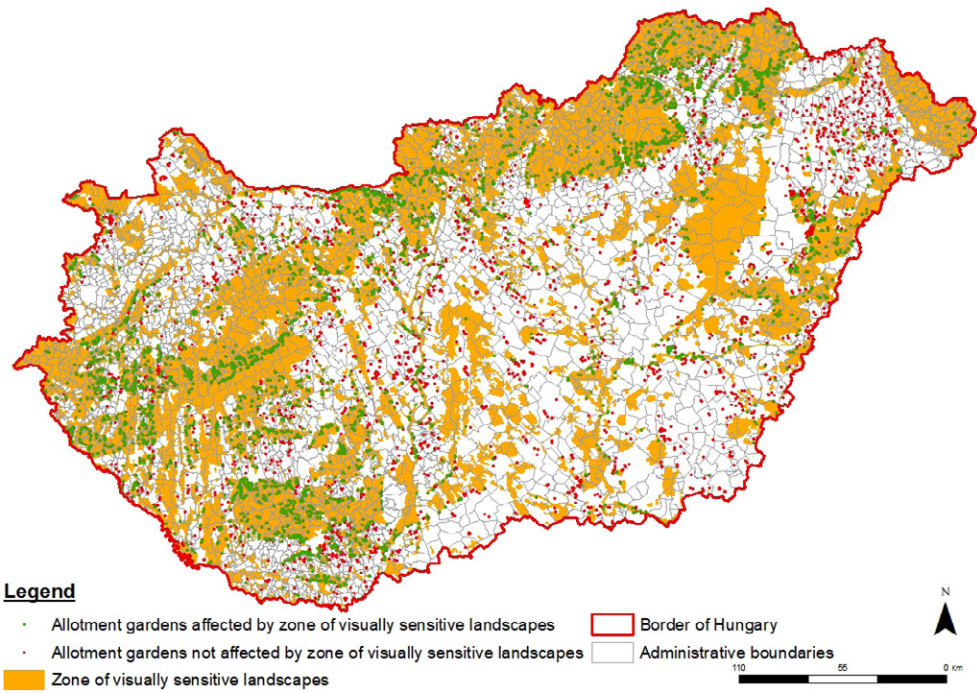 Legend
Allotment gardens affected by zone of visually sensitive landscapes
Allotment gardens not affected by zone of visually sensitive landscapes
Zone of visually sensitive landscapes
Border of Hungary
Administrative boundaries
N
110 55 0 Km